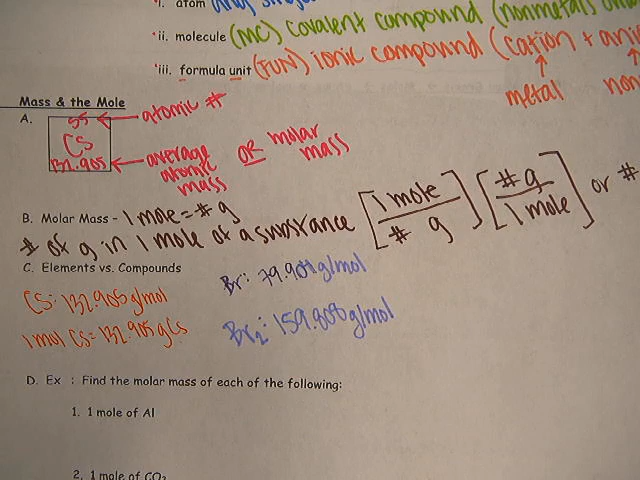 i. atom
ii. molecule (MC) covalent compound (nonmetals
iii. formula unit (FUN) ionic compound (cation +
metal
Mass & the Mole
A.
55
atomic #
Cs
132.905
average atomic mass OR molar mass
B. Molar Mass - 1 mole = # g
# of g in 1 mole of a substance [1 mole / # g] [# g / 1 mole] or #
C. Elements vs. Compounds
Br: 79.904 g/mol
Cs: 132.905 g/mol
1 mol Cs = 132.905 g Cs
Br2: 159.808 g/mol
D. Ex : Find the molar mass of each of the following:
1. 1 mole of Al
2. 1 mole of CO2